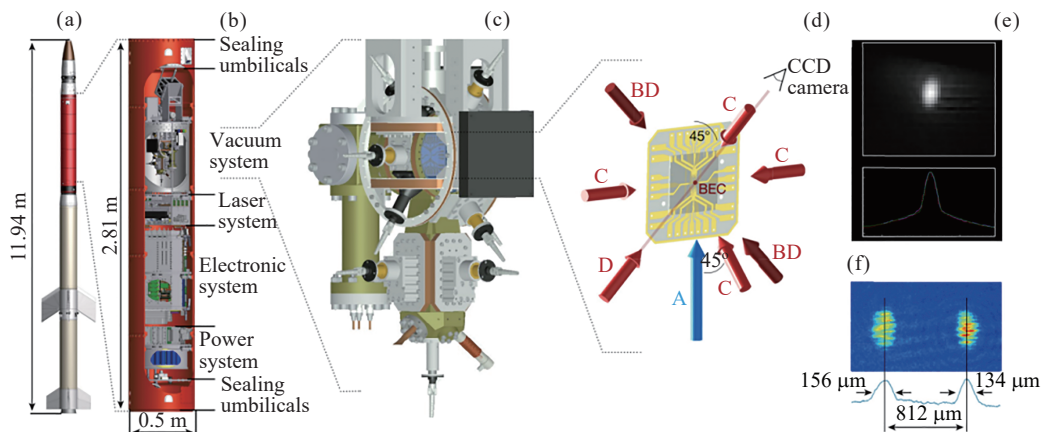 (a)
(b)
(c)
(d)
(e)
Sealing
umbilicals
Vacuum
system
Laser
system
Electronic
system
Power
system
Sealing
umbilicals
11.94 m
2.81 m
0.5 m
CCD
camera
BD
C
45°
C
C
BEC
D
A
45°
C
BD
(f)
156 μm
134 μm
812 μm